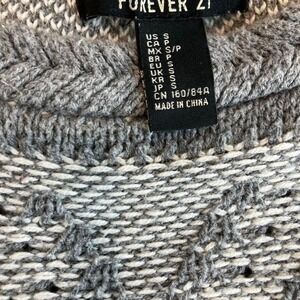 FOREVER 21
US S
CA P
MX S/P
BR P
EU S
UK S
KR S
JP S
CN 160/84A
MADE IN CHINA